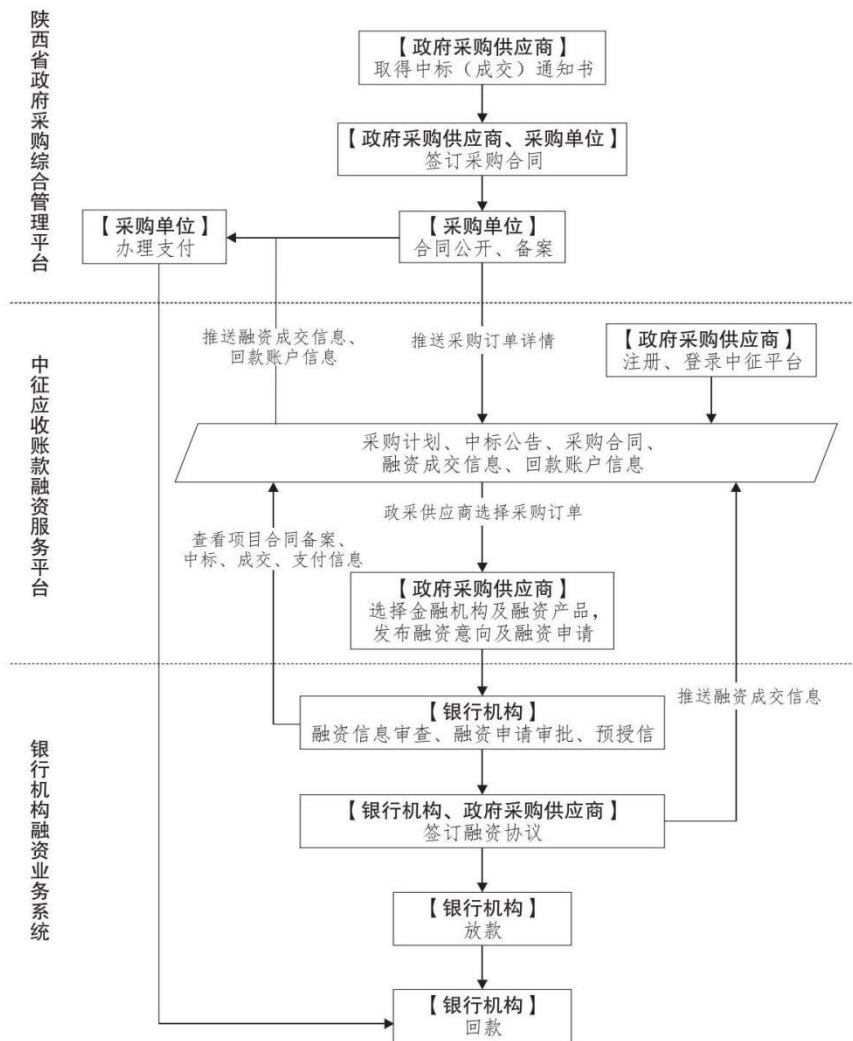 陕西省政府采购综合管理平台
【政府采购供应商】
取得中标（成交）通知书
【政府采购供应商、采购单位】
签订采购合同
【采购单位】
办理支付
【采购单位】
合同公开、备案
中征应收账款融资服务平台
推送融资成交信息、
回款账户信息
推送采购订单详情
【政府采购供应商】
注册、登录中征平台
采购计划、中标公告、采购合同、
融资成交信息、回款账户信息
政采供应商选择采购订单
查看项目合同备案、
中标、成交、支付信息
【政府采购供应商】
选择金融机构及融资产品，
发布融资意向及融资申请
银行机构融资业务系统
【银行机构】
融资信息审查、融资申请审批、预授信
推送融资成交信息
【银行机构、政府采购供应商】
签订融资协议
【银行机构】
放款
【银行机构】
回款